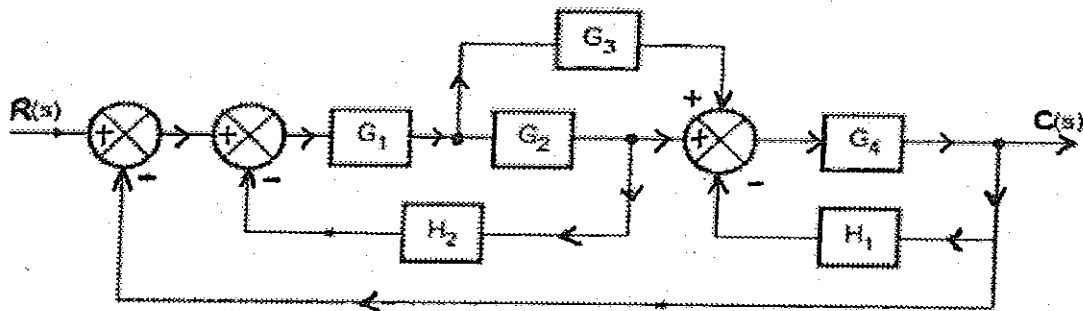 G₃
R(s)
G₁
G₂
G₄
C(s)
H₂
H₁
+
+
+
+
-
-
-